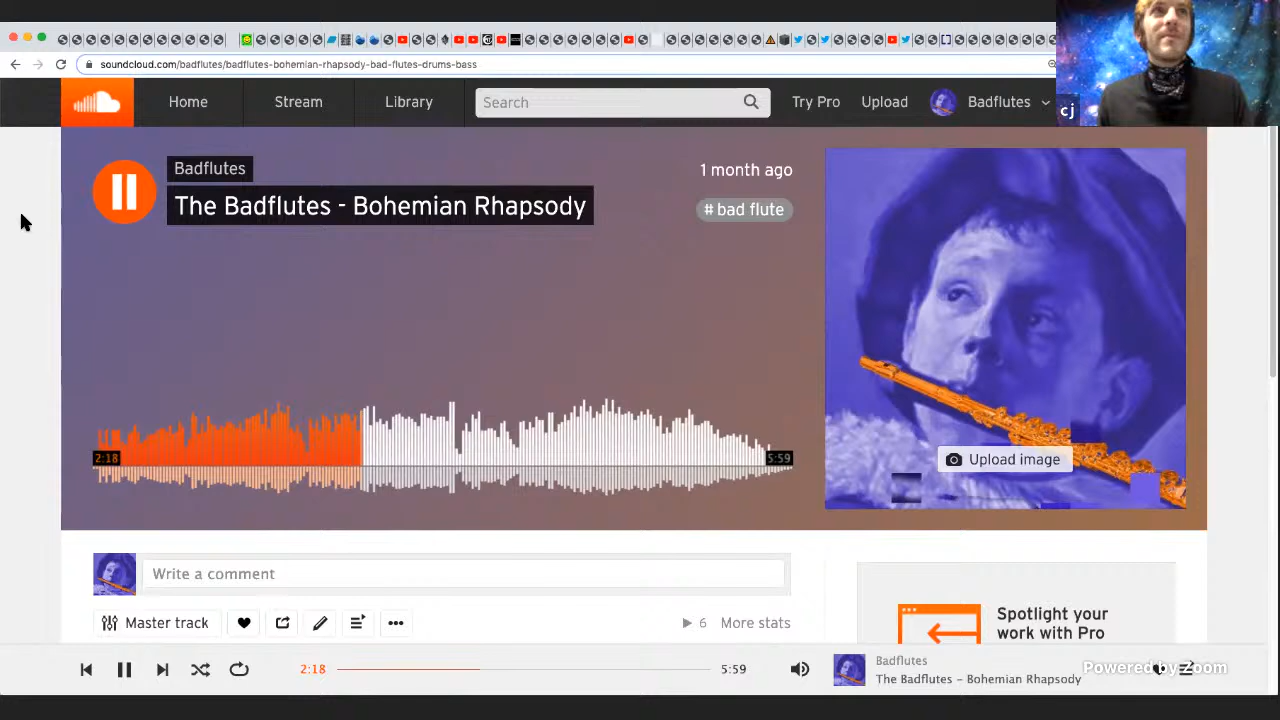 soundcloud.com/badflutes/badflutes-bohemian-rhapsody-bad-flutes-drums-bass
Home
Stream
Library
Search
Try Pro
Upload
Badflutes
cj
Badflutes
The Badflutes - Bohemian Rhapsody
1 month ago
# bad flute
2:18
5:59
Upload image
Write a comment
Master track
6
More stats
Spotlight your
work with Pro
2:18
5:59
Badflutes
The Badflutes - Bohemian Rhapsody
Powered by Zoom